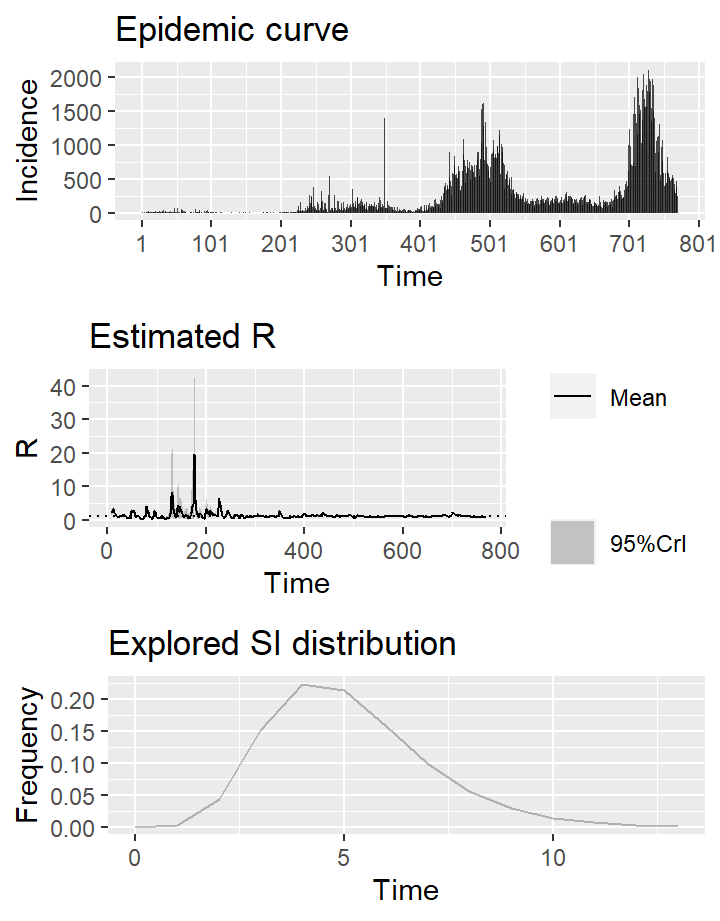 Epidemic curve
Incidence
2000
1500
1000
500
0
1 101 201 301 401 501 601 701 801
Time
Estimated R
R
40
30
20
10
0
0 200 400 600 800
Time
Mean
95%CrI
Explored SI distribution
Frequency
0.20
0.15
0.10
0.05
0.00
0 5 10
Time